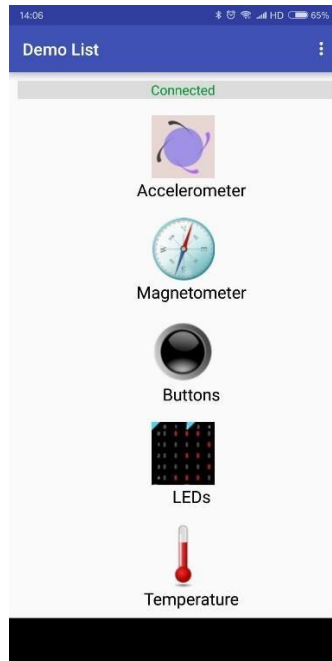 14:06 HD 65%
Demo List
Connected
Accelerometer
Magnetometer
Buttons
LEDs
Temperature